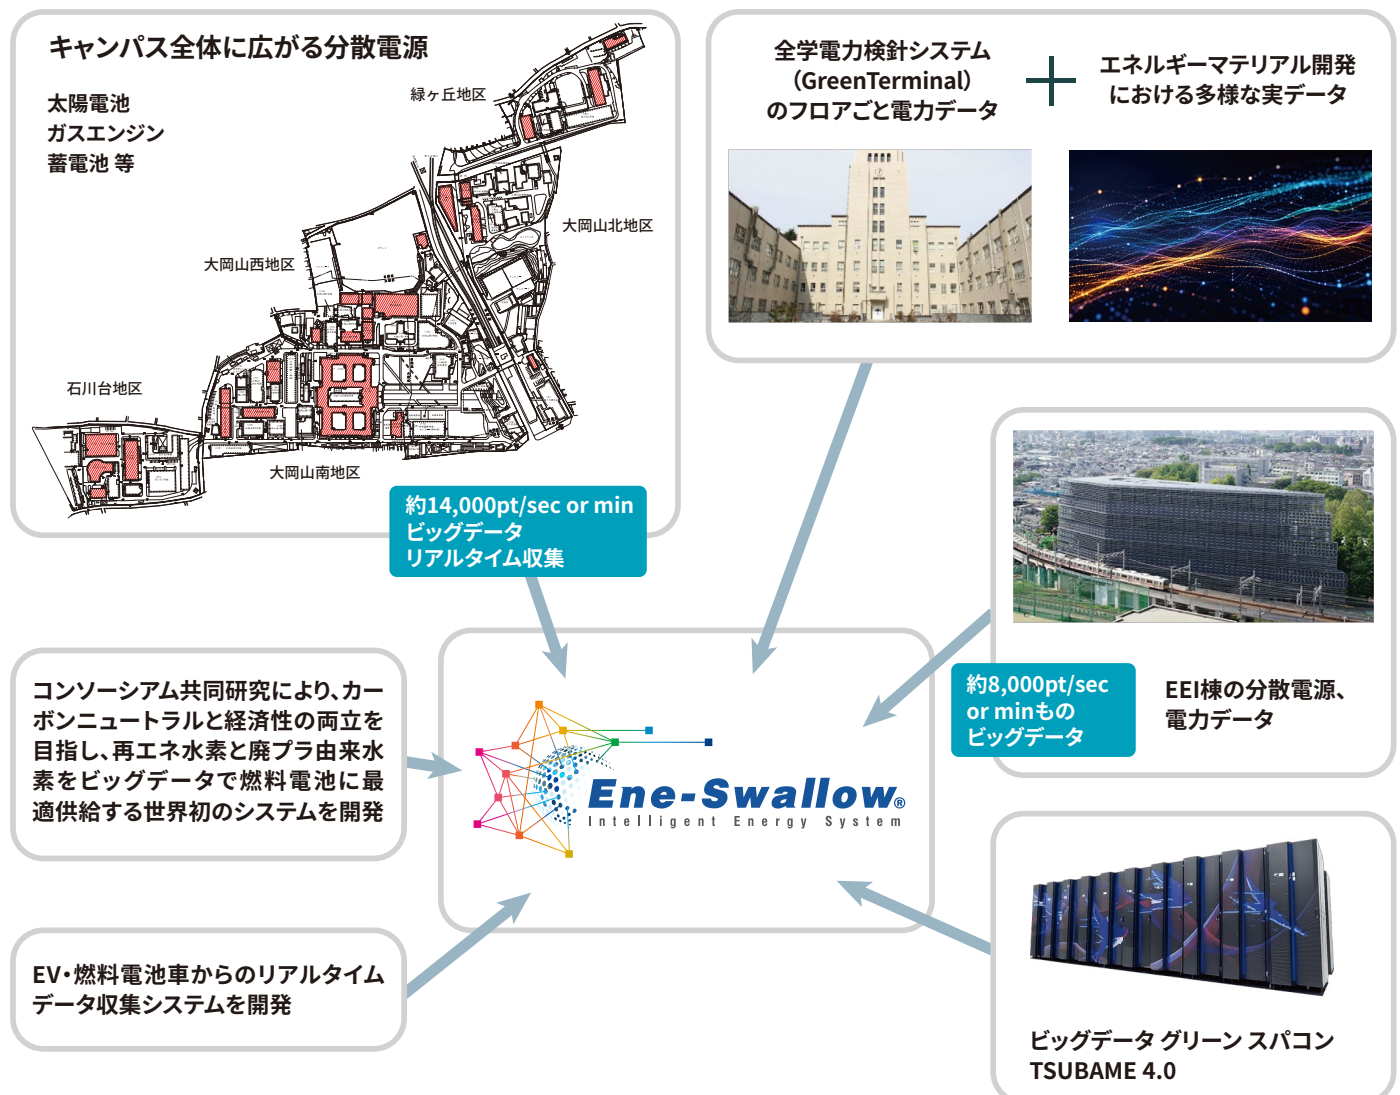 キャンパス全体に広がる分散電源
太陽電池
ガスエンジン
蓄電池 等
緑ヶ丘地区
大岡山北地区
大岡山西地区
石川台地区
大岡山南地区
約14,000pt/sec or min
ビッグデータ
リアルタイム収集
全学電力検針システム
（GreenTerminal）
のフロアごと電力データ
エネルギーマテリアル開発
における多様な実データ
約8,000pt/sec
or minもの
ビッグデータ
EEI棟の分散電源、
電力データ
コンソーシアム共同研究により、カー
ボンニュートラルと経済性の両立を
目指し、再エネ水素と廃プラ由来水
素をビッグデータで燃料電池に最
適供給する世界初のシステムを開発
Ene-Swallow®
Intelligent Energy System
EV・燃料電池車からのリアルタイム
データ収集システムを開発
ビッグデータ グリーン スパコン
TSUBAME 4.0